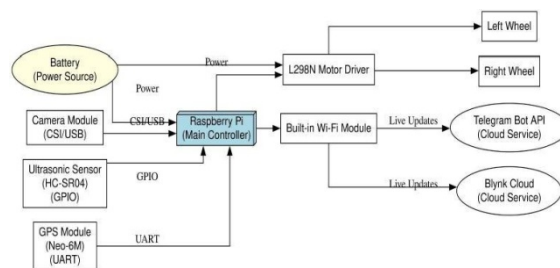 Left Wheel
Battery
(Power Source)
Power
L298N Motor Driver
Right Wheel
Power
Camera Module
(CSI/USB)
CSI/USB
Raspberry Pi
(Main Controller)
Built-in Wi-Fi Module
Live Updates
Telegram Bot API
(Cloud Service)
Ultrasonic Sensor
(HC-SR04)
(GPIO)
GPIO
Live Updates
Blynk Cloud
(Cloud Service)
GPS Module
(Neo-6M)
(UART)
UART